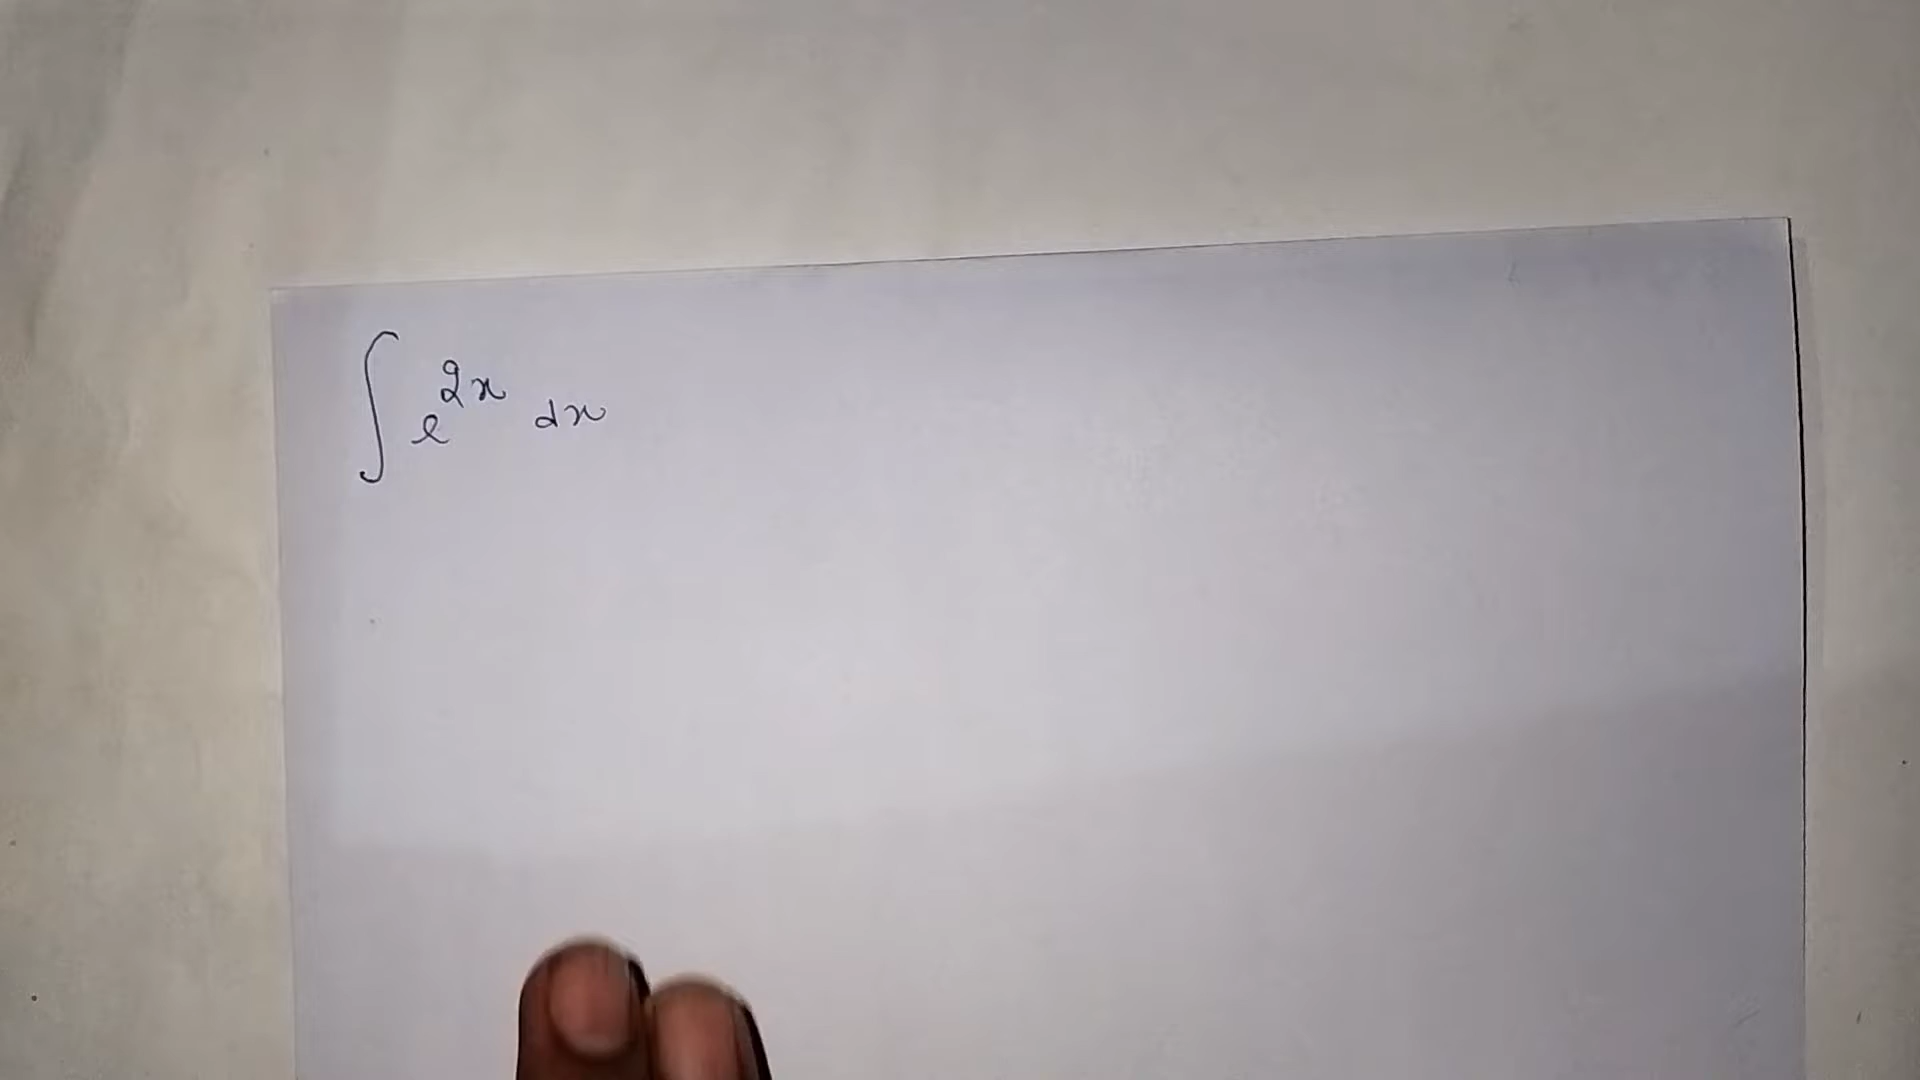 ∫ e^{2x} dx